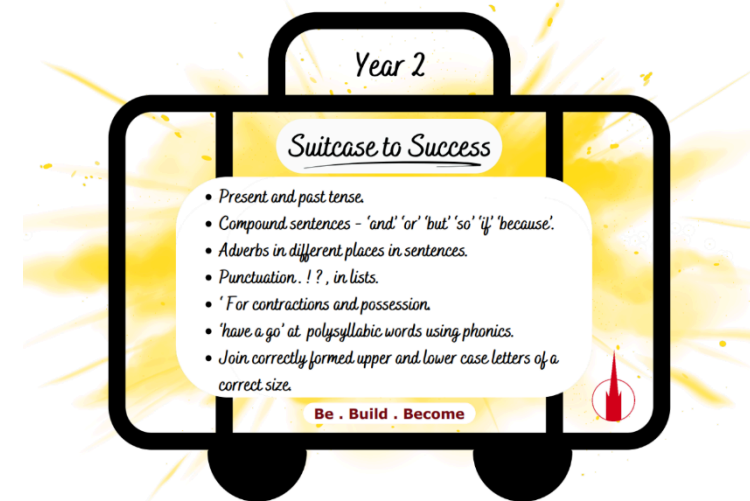 Year 2
Suitcase to Success
• Present and past tense.
• Compound sentences - 'and' 'or' 'but' 'so' 'if' 'because'.
• Adverbs in different places in sentences.
• Punctuation . ! ? , in lists.
• ' For contractions and possession.
• 'have a go' at polysyllabic words using phonics.
• Join correctly formed upper and lower case letters of a
correct size.
Be . Build . Become